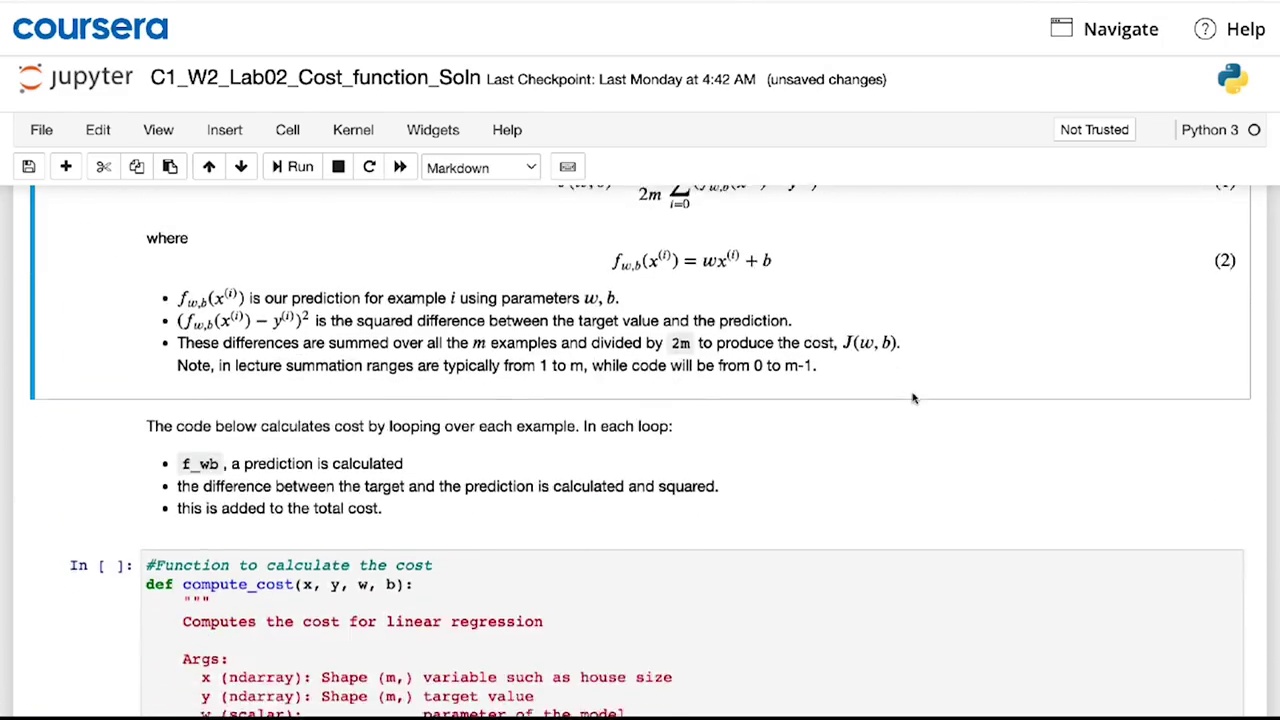 coursera
Navigate
Help
jupyter C1_W2_Lab02_Cost_function_Soln Last Checkpoint: Last Monday at 4:42 AM (unsaved changes)
File Edit View Insert Cell Kernel Widgets Help Not Trusted Python 3
Run Markdown
2m i=0
where
f_{w,b}(x^{(i)}) = wx^{(i)} + b (2)
• f_{w,b}(x^{(i)}) is our prediction for example i using parameters w, b.
• (f_{w,b}(x^{(i)}) − y^{(i)})^2 is the squared difference between the target value and the prediction.
• These differences are summed over all the m examples and divided by 2m to produce the cost, J(w, b).
Note, in lecture summation ranges are typically from 1 to m, while code will be from 0 to m-1.
The code below calculates cost by looping over each example. In each loop:
• f_wb , a prediction is calculated
• the difference between the target and the prediction is calculated and squared.
• this is added to the total cost.
In [ ]: #Function to calculate the cost
def compute_cost(x, y, w, b):
"""
Computes the cost for linear regression
Args:
x (ndarray): Shape (m,) variable such as house size
y (ndarray): Shape (m,) target value
w (scalar): parameter of the model